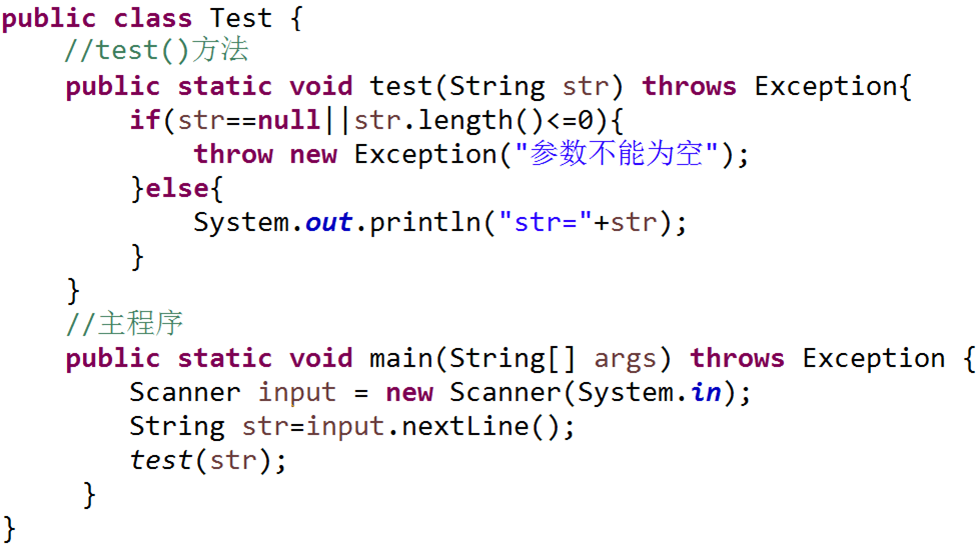 public class Test {
    //test()方法
    public static void test(String str) throws Exception{
        if(str==null||str.length()<=0){
            throw new Exception("参数不能为空");
        }else{
            System.out.println("str="+str);
        }
    }
    //主程序
    public static void main(String[] args) throws Exception {
        Scanner input = new Scanner(System.in);
        String str=input.nextLine();
        test(str);
     }
}